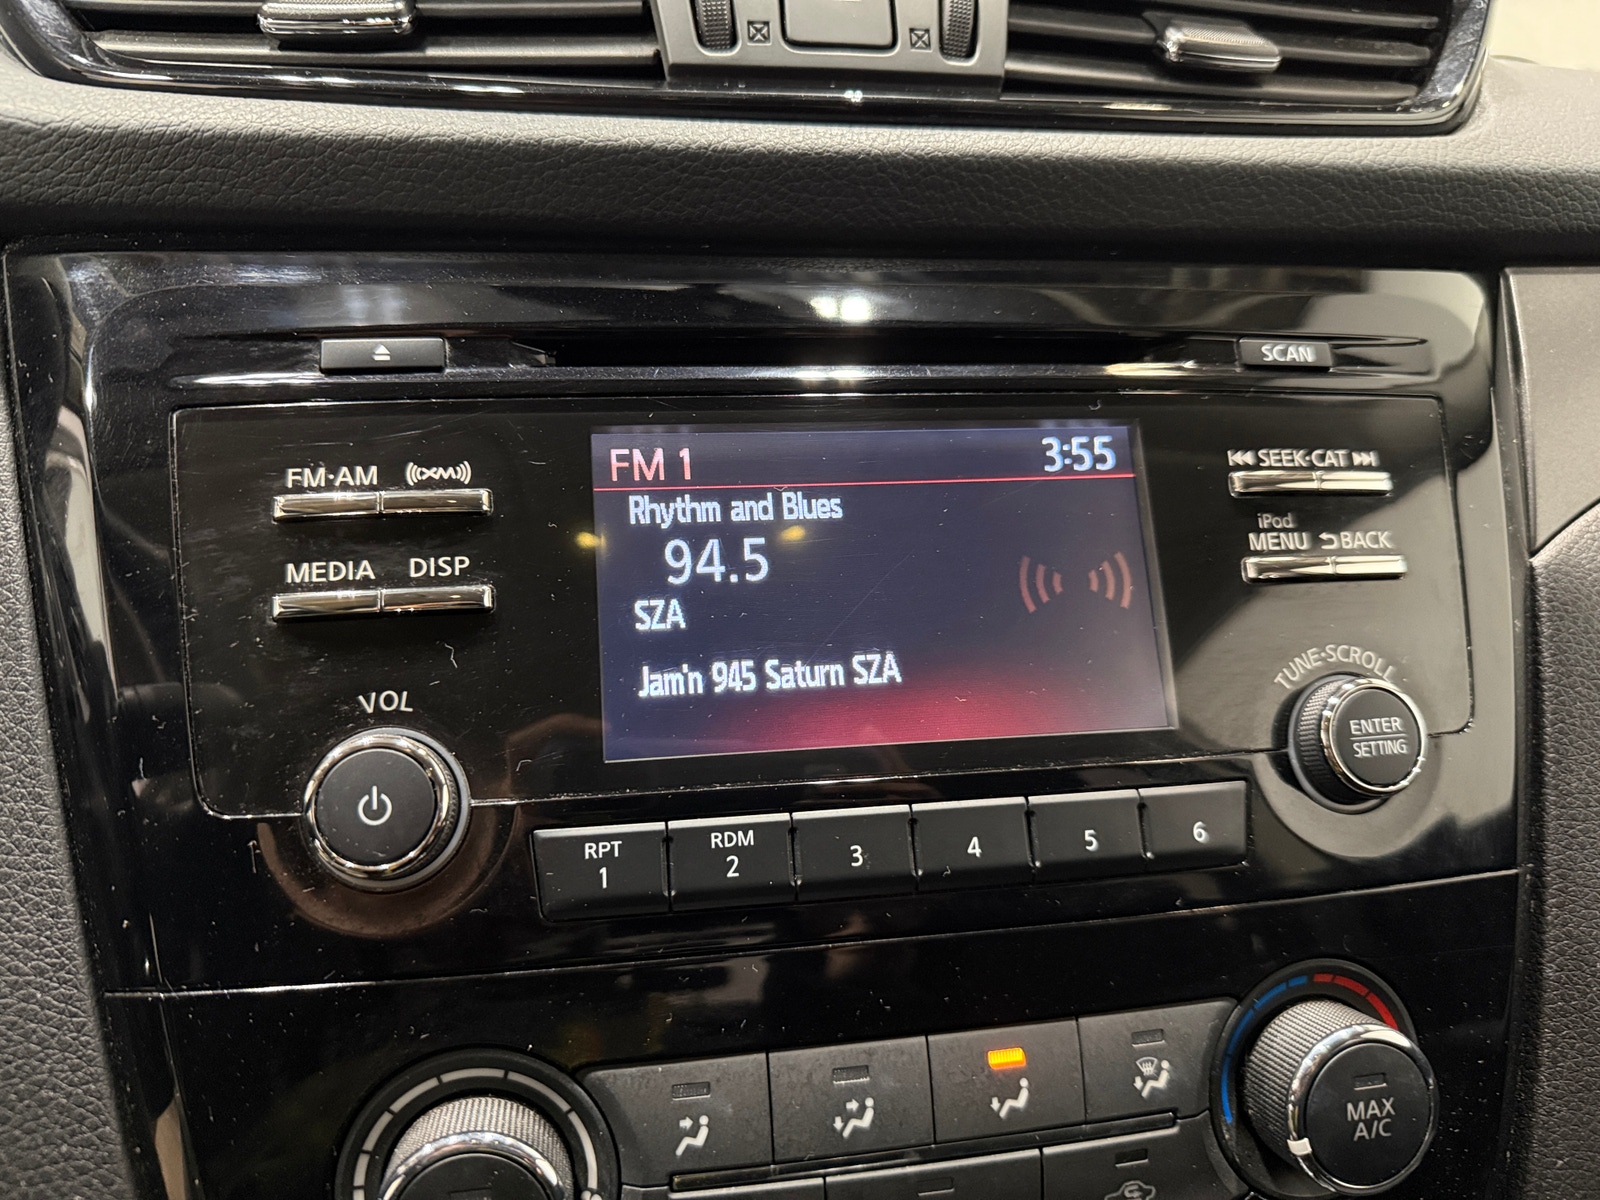 SCAN
FM·AM
XM
MEDIA
DISP
VOL
FM 1
3:55
Rhythm and Blues
94.5
SZA
Jam'n 945 Saturn SZA
SEEK·CAT
iPod
MENU
BACK
TUNE·SCROLL
ENTER
SETTING
RPT
1
RDM
2
3
4
5
6
MAX
A/C